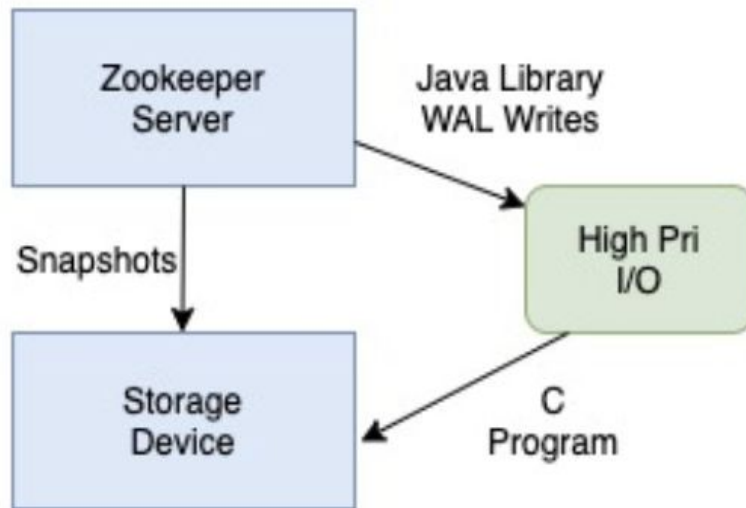 Zookeeper
Server
Java Library
WAL Writes
Snapshots
High Pri
I/O
Storage
Device
C
Program